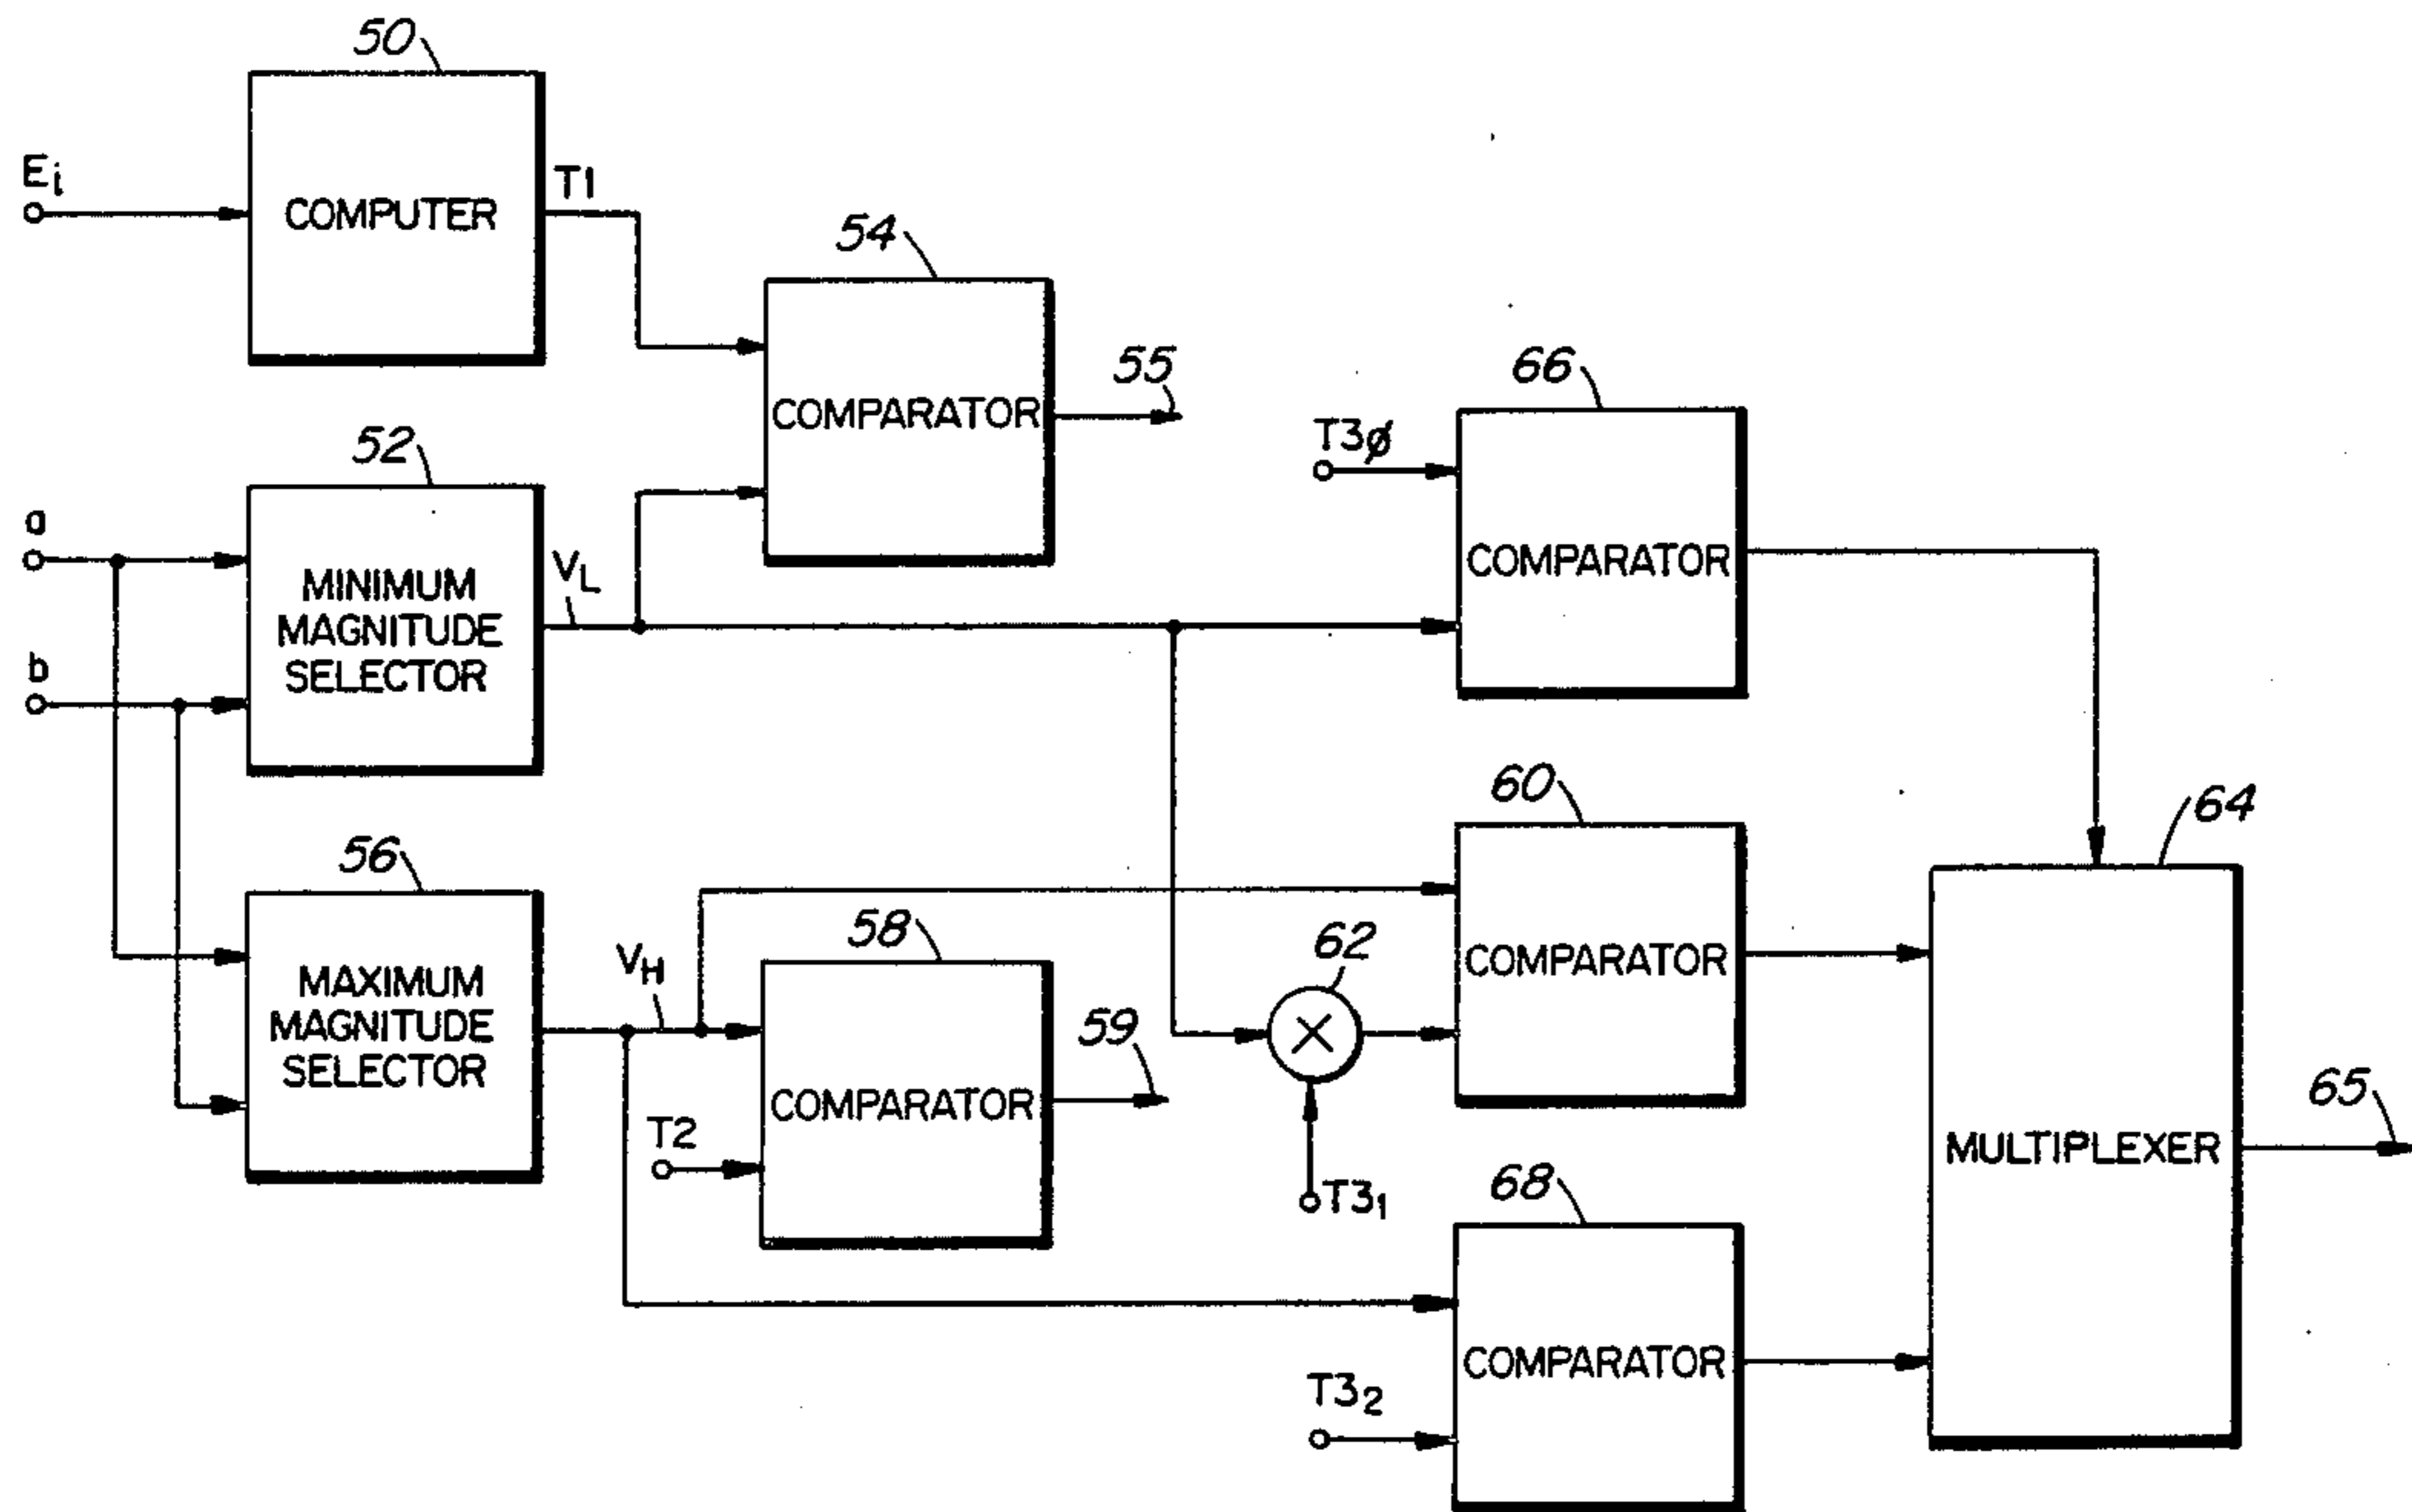 50
Ei
COMPUTER
T1
54
COMPARATOR
55
66
T3ø
COMPARATOR
52
a
b
MINIMUM
MAGNITUDE
SELECTOR
VL
56
MAXIMUM
MAGNITUDE
SELECTOR
VH
58
COMPARATOR
59
T2
60
COMPARATOR
62
×
T31
64
MULTIPLEXER
65
68
COMPARATOR
T32